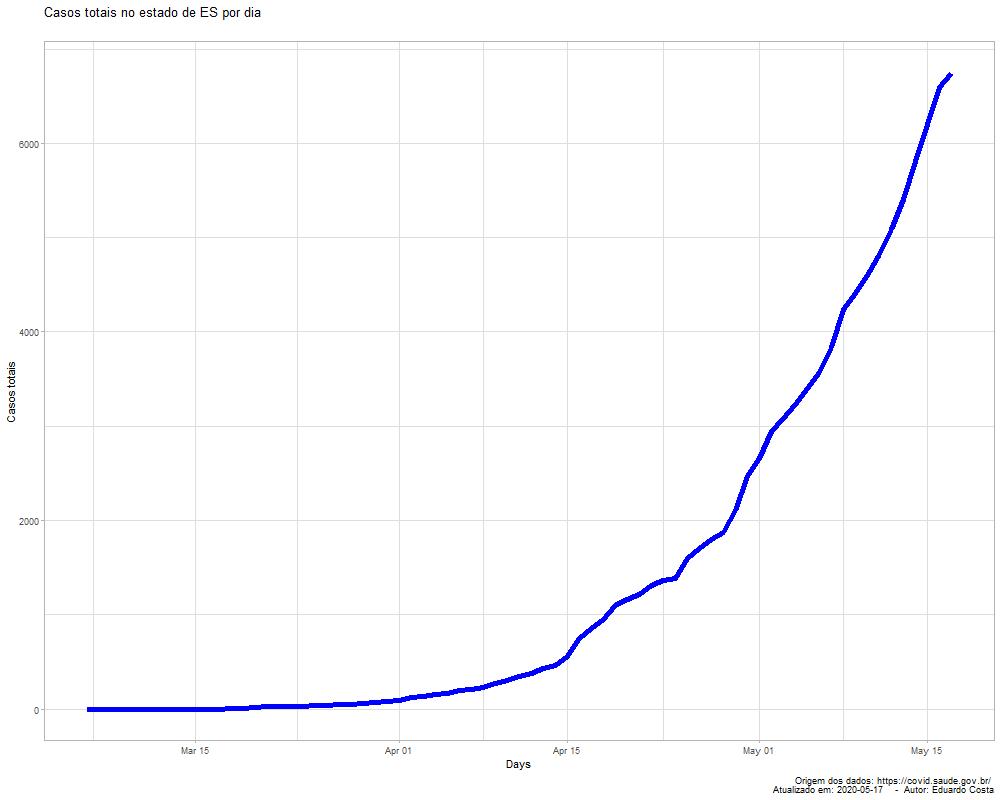 Casos totais no estado de ES por dia
6000
4000
2000
0
Casos totais
Mar 15
Apr 01
Apr 15
May 01
May 15
Days
Origem dos dados: https://covid.saude.gov.br/
Atualizado em: 2020-05-17 - Autor: Eduardo Costa